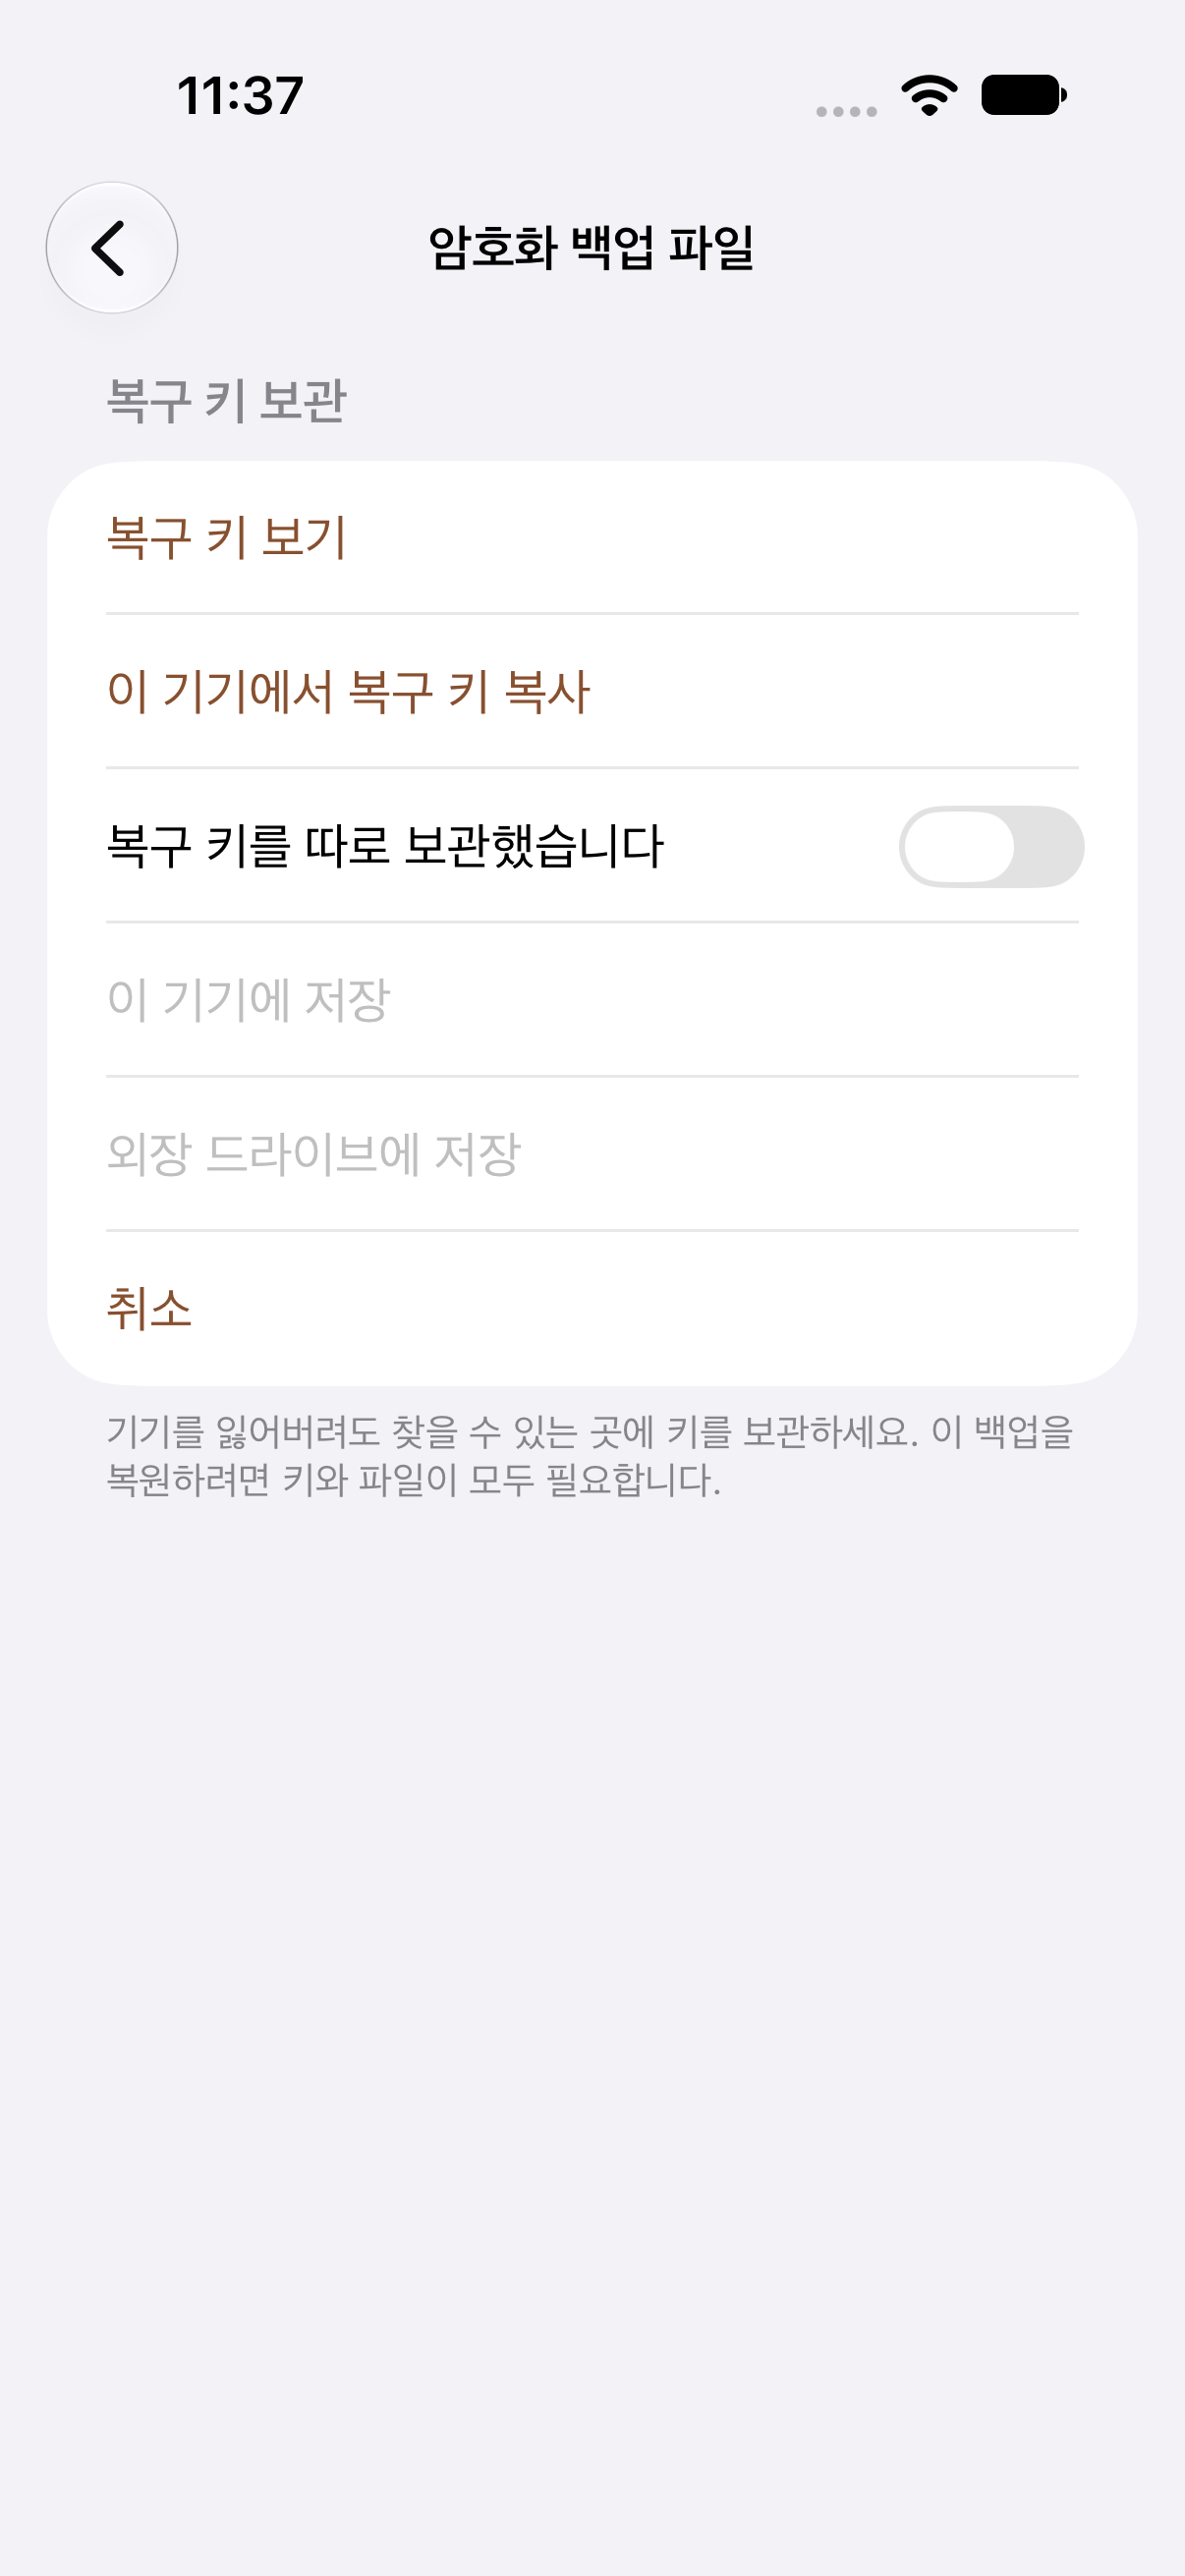 11:37
암호화 백업 파일
복구 키 보관
복구 키 보기
이 기기에서 복구 키 복사
복구 키를 따로 보관했습니다
이 기기에 저장
외장 드라이브에 저장
취소
기기를 잃어버려도 찾을 수 있는 곳에 키를 보관하세요. 이 백업을
복원하려면 키와 파일이 모두 필요합니다.